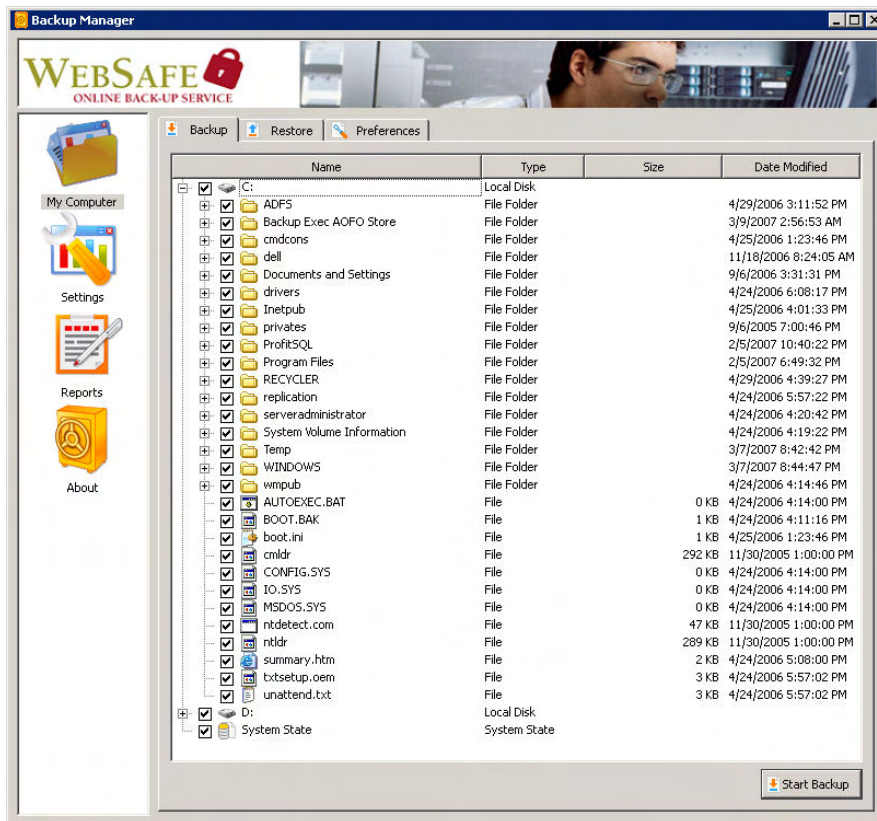 Backup Manager
WEBSAFE
ONLINE BACK-UP SERVICE
My Computer
Settings
Reports
About
Backup Restore Preferences
Name Type Size Date Modified
C: Local Disk
ADFS File Folder 4/29/2006 3:11:52 PM
Backup Exec AOFO Store File Folder 3/9/2007 2:56:53 AM
cmdcons File Folder 4/25/2006 1:23:46 PM
dell File Folder 11/18/2006 8:24:05 AM
Documents and Settings File Folder 9/6/2006 3:31:31 PM
drivers File Folder 4/24/2006 6:08:17 PM
Inetpub File Folder 4/25/2006 4:01:33 PM
privates File Folder 9/6/2005 7:00:46 PM
ProfitSQL File Folder 2/5/2007 10:40:22 PM
Program Files File Folder 2/5/2007 6:49:32 PM
RECYCLER File Folder 4/29/2006 4:39:27 PM
replication File Folder 4/24/2006 5:57:22 PM
serveradministrator File Folder 4/24/2006 4:20:42 PM
System Volume Information File Folder 4/24/2006 4:19:22 PM
Temp File Folder 3/7/2007 8:42:42 PM
WINDOWS File Folder 3/7/2007 8:44:47 PM
wmpub File Folder 4/24/2006 4:14:46 PM
AUTOEXEC.BAT File 0 KB 4/24/2006 4:14:00 PM
BOOT.BAK File 1 KB 4/24/2006 4:11:16 PM
boot.ini File 1 KB 4/25/2006 1:23:46 PM
cmldr File 292 KB 11/30/2005 1:00:00 PM
CONFIG.SYS File 0 KB 4/24/2006 4:14:00 PM
IO.SYS File 0 KB 4/24/2006 4:14:00 PM
MSDOS.SYS File 0 KB 4/24/2006 4:14:00 PM
ntdetect.com File 47 KB 11/30/2005 1:00:00 PM
ntldr File 289 KB 11/30/2005 1:00:00 PM
summary.htm File 2 KB 4/24/2006 5:08:00 PM
txtsetup.oem File 3 KB 4/24/2006 5:57:02 PM
unattend.txt File 3 KB 4/24/2006 5:57:02 PM
D: Local Disk
System State System State
Start Backup